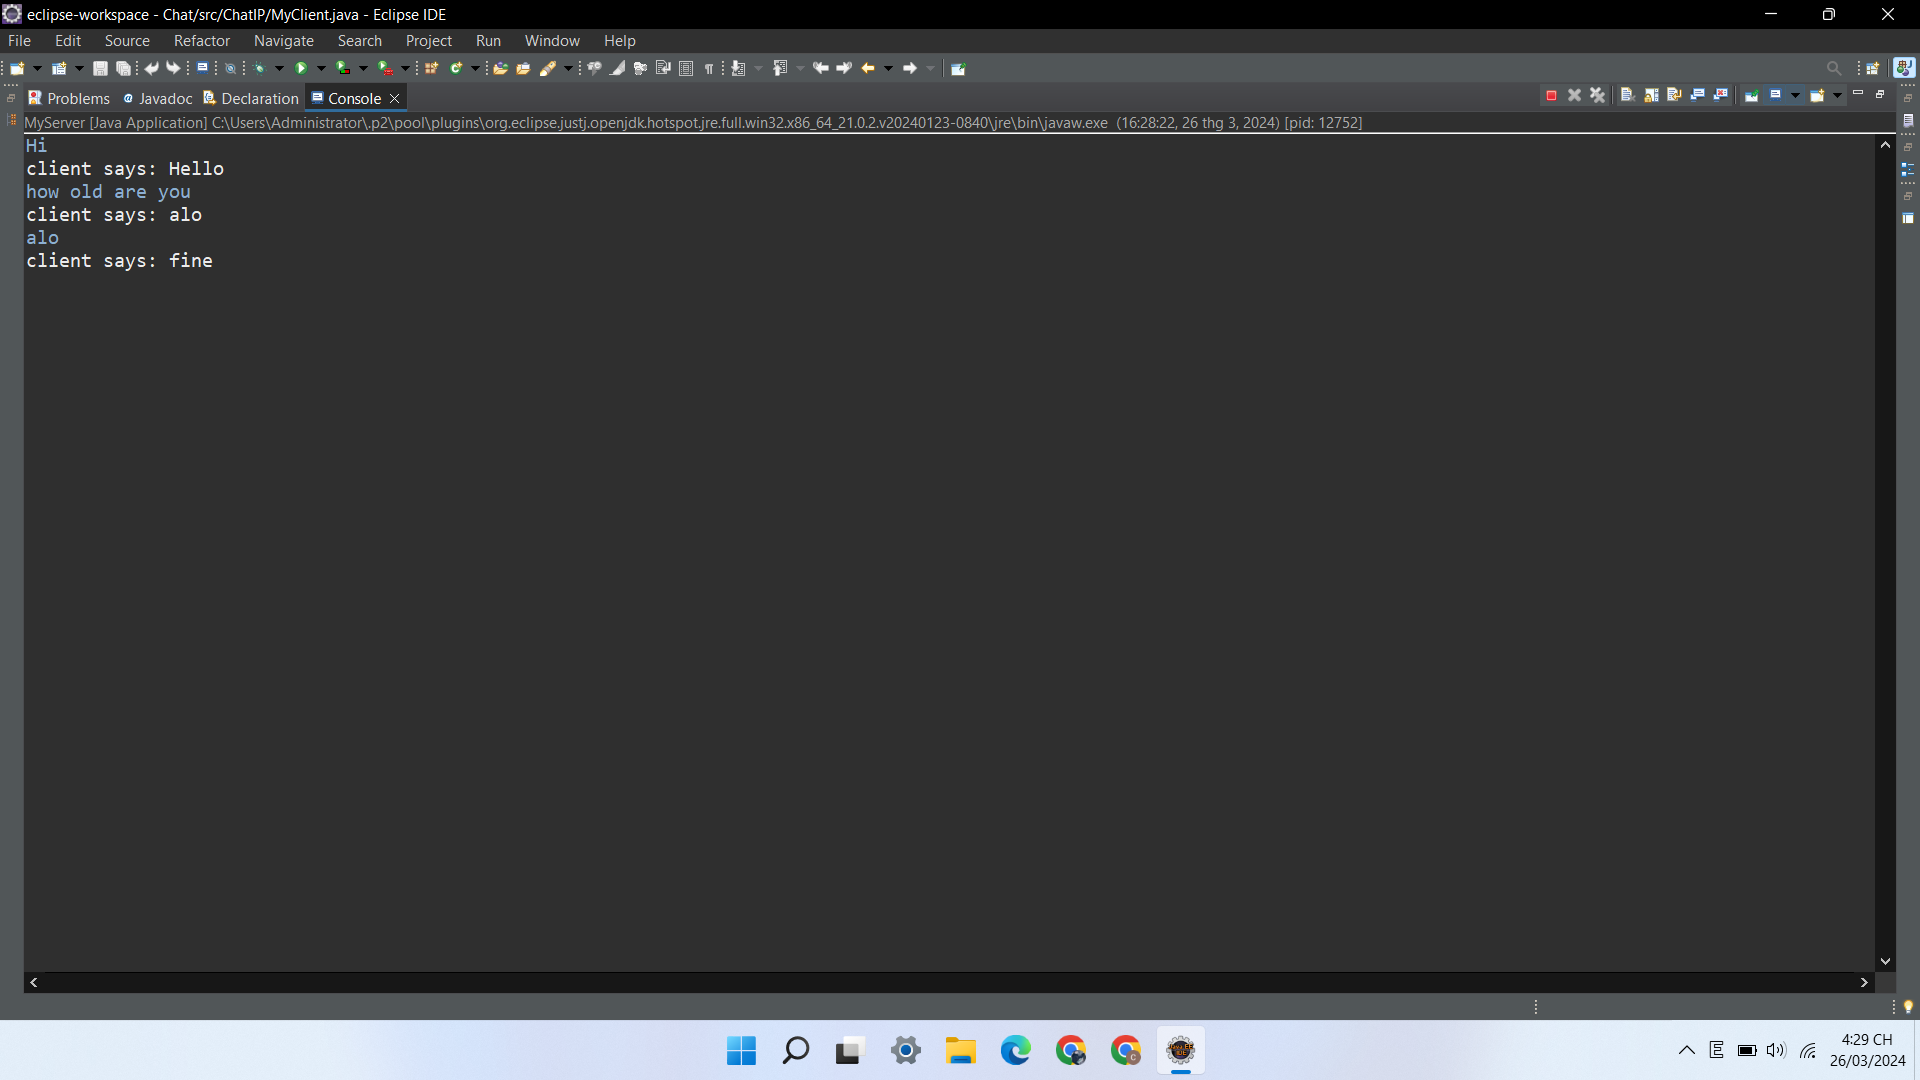 eclipse-workspace - Chat/src/ChatIP/MyClient.java - Eclipse IDE
File Edit Source Refactor Navigate Search Project Run Window Help
Problems Javadoc Declaration Console
MyServer [Java Application] C:\Users\Administrator\.p2\pool\plugins\org.eclipse.justj.openjdk.hotspot.jre.full.win32.x86_64_21.0.2.v20240123-0840\jre\bin\javaw.exe (16:28:22, 26 thg 3, 2024) [pid: 12752]
Hi
client says: Hello
how old are you
client says: alo
alo
client says: fine
E 4:29 CH
26/03/2024